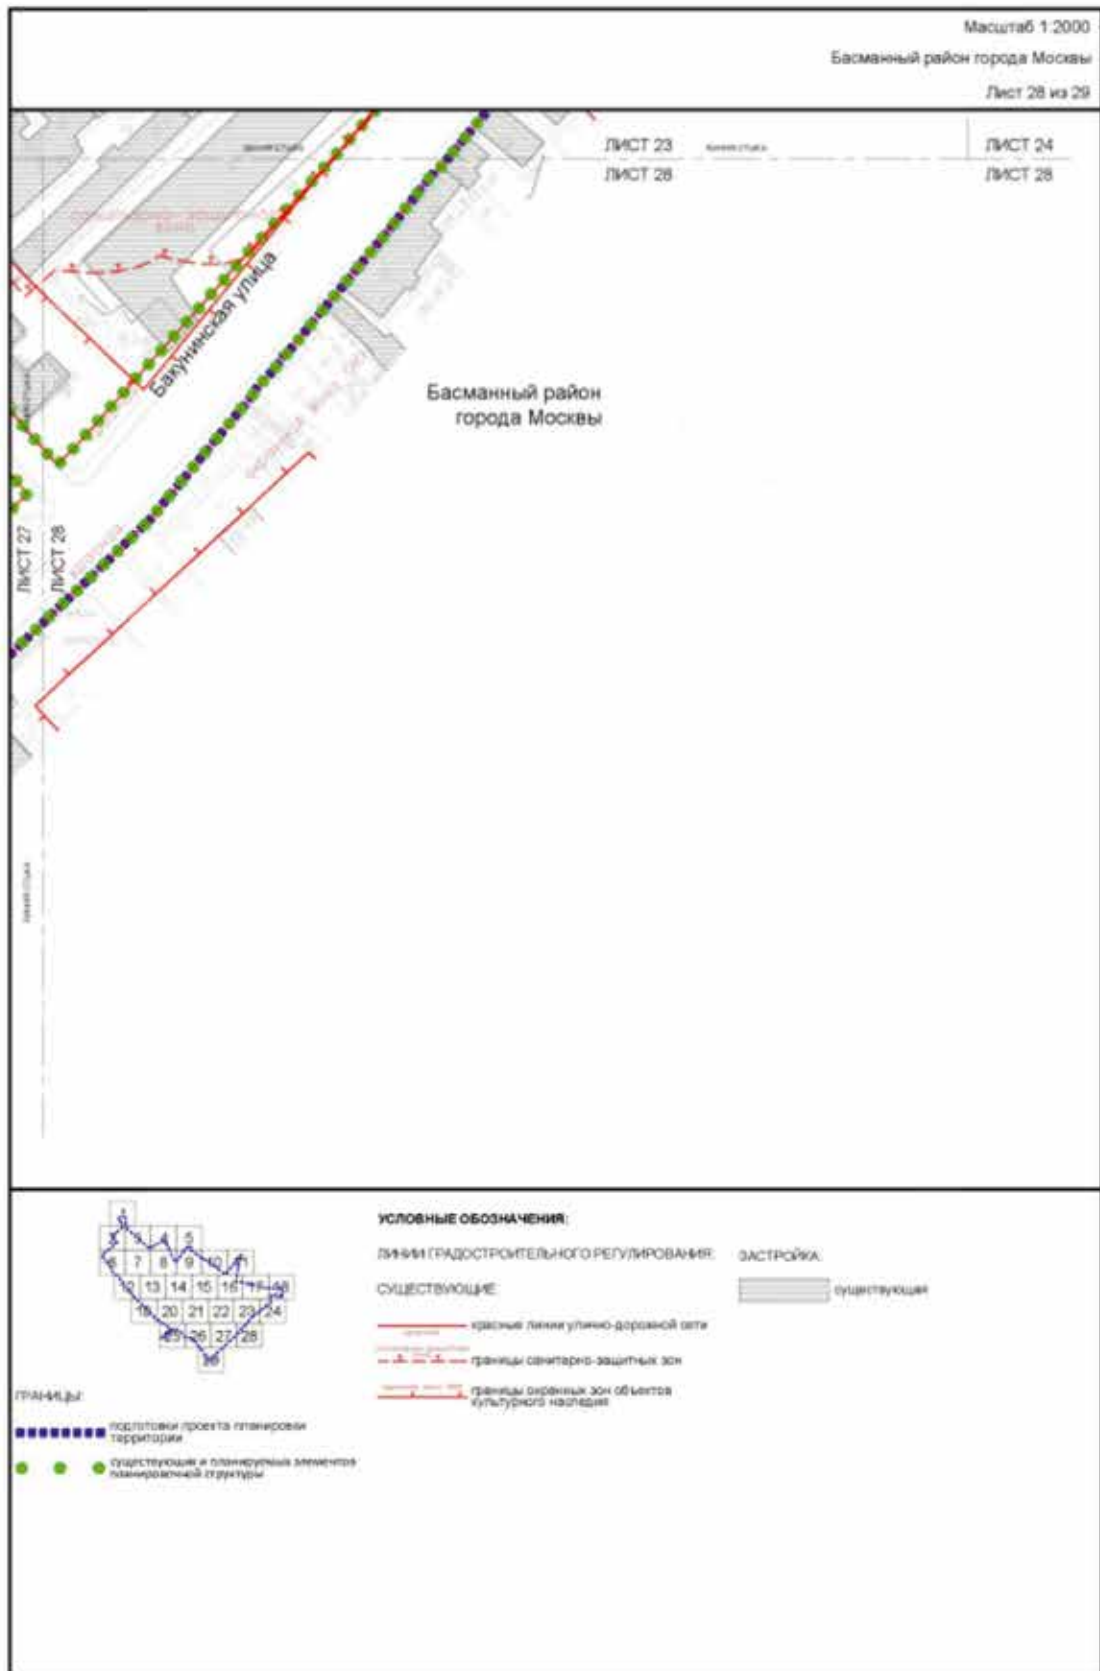 Масштаб 1:2000
Басманный район города Москвы
Лист 28 из 29
ЛИСТ 23
ЛИСТ 24
ЛИСТ 28
ЛИСТ 28
Бакунинская улица
Басманный район
города Москвы
ЛИСТ 27
ЛИСТ 28
1
2 3 4 5
6 7 8 9 10 11
12 13 14 15 16 17 18
19 20 21 22 23 24
25 26 27 28
29
УСЛОВНЫЕ ОБОЗНАЧЕНИЯ:
ЛИНИИ ГРАДОСТРОИТЕЛЬНОГО РЕГУЛИРОВАНИЯ:
ЗАСТРОЙКА:
СУЩЕСТВУЮЩИЕ:
существующая
красные линии улично-дорожной сети
границы санитарно-защитных зон
границы охранных зон объектов
культурного наследия
ГРАНИЦЫ:
подготовки проекта планировки
территории
существующих и планируемых элементов
планировочной структуры